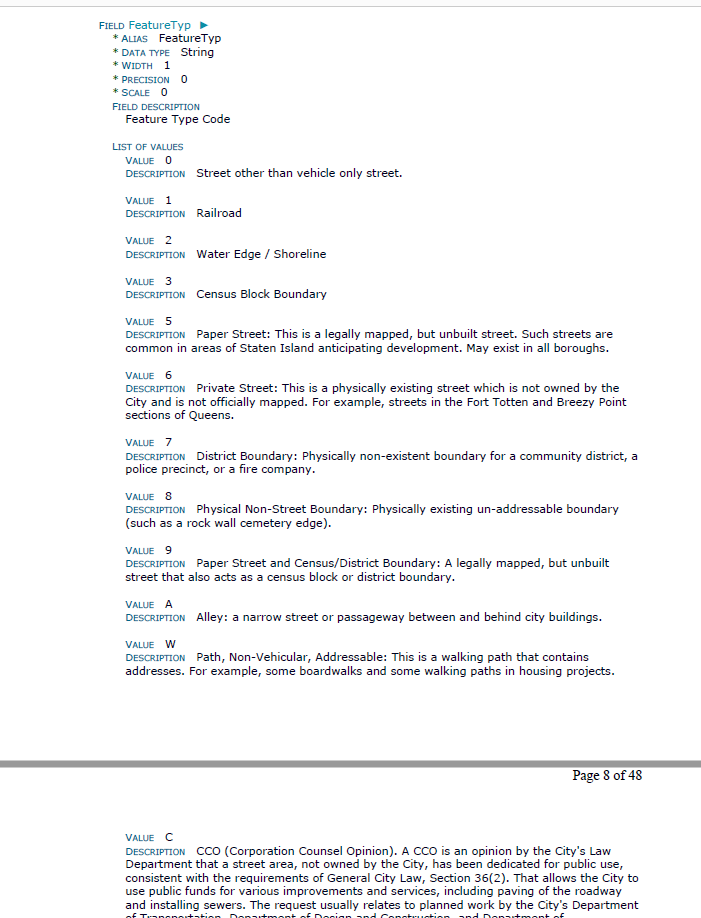 FIELD FeatureTyp ►
* ALIAS FeatureTyp
* DATA TYPE String
* WIDTH 1
* PRECISION 0
* SCALE 0
FIELD DESCRIPTION
Feature Type Code
LIST OF VALUES
VALUE 0
DESCRIPTION Street other than vehicle only street.
VALUE 1
DESCRIPTION Railroad
VALUE 2
DESCRIPTION Water Edge / Shoreline
VALUE 3
DESCRIPTION Census Block Boundary
VALUE 5
DESCRIPTION Paper Street: This is a legally mapped, but unbuilt street. Such streets are
common in areas of Staten Island anticipating development. May exist in all boroughs.
VALUE 6
DESCRIPTION Private Street: This is a physically existing street which is not owned by the
City and is not officially mapped. For example, streets in the Fort Totten and Breezy Point
sections of Queens.
VALUE 7
DESCRIPTION District Boundary: Physically non-existent boundary for a community district, a
police precinct, or a fire company.
VALUE 8
DESCRIPTION Physical Non-Street Boundary: Physically existing un-addressable boundary
(such as a rock wall cemetery edge).
VALUE 9
DESCRIPTION Paper Street and Census/District Boundary: A legally mapped, but unbuilt
street that also acts as a census block or district boundary.
VALUE A
DESCRIPTION Alley: a narrow street or passageway between and behind city buildings.
VALUE W
DESCRIPTION Path, Non-Vehicular, Addressable: This is a walking path that contains
addresses. For example, some boardwalks and some walking paths in housing projects.
Page 8 of 48
VALUE C
DESCRIPTION CCO (Corporation Counsel Opinion). A CCO is an opinion by the City's Law
Department that a street area, not owned by the City, has been dedicated for public use,
consistent with the requirements of General City Law, Section 36(2). That allows the City to
use public funds for various improvements and services, including paving of the roadway
and installing sewers. The request usually relates to planned work by the City's Department
of Transportation, Department of Design and Construction, and Department of